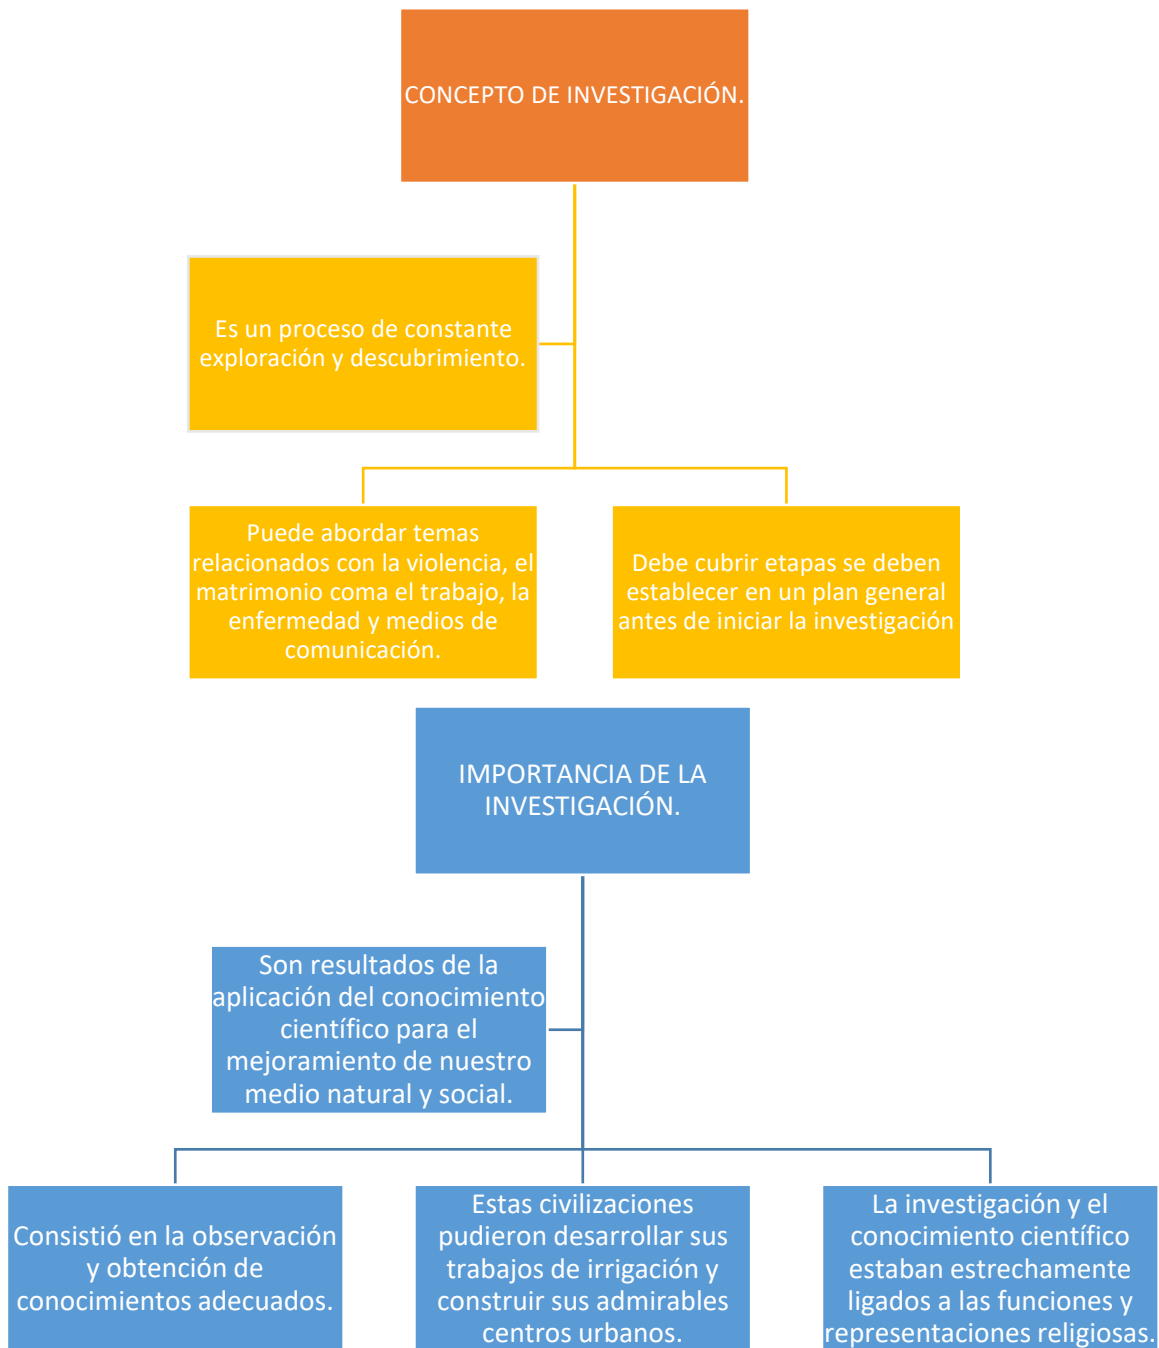 CONCEPTO DE INVESTIGACIÓN.
Es un proceso de constante
exploración y descubrimiento.
Puede abordar temas
relacionados con la violencia, el
matrimonio coma el trabajo, la
enfermedad y medios de
comunicación.
Debe cubrir etapas se deben
establecer en un plan general
antes de iniciar la investigación
IMPORTANCIA DE LA
INVESTIGACIÓN.
Son resultados de la
aplicación del conocimiento
científico para el
mejoramiento de nuestro
medio natural y social.
Consistió en la observación
y obtención de
conocimientos adecuados.
Estas civilizaciones
pudieron desarrollar sus
trabajos de irrigación y
construir sus admirables
centros urbanos.
La investigación y el
conocimiento científico
estaban estrechamente
ligados a las funciones y
representaciones religiosas.